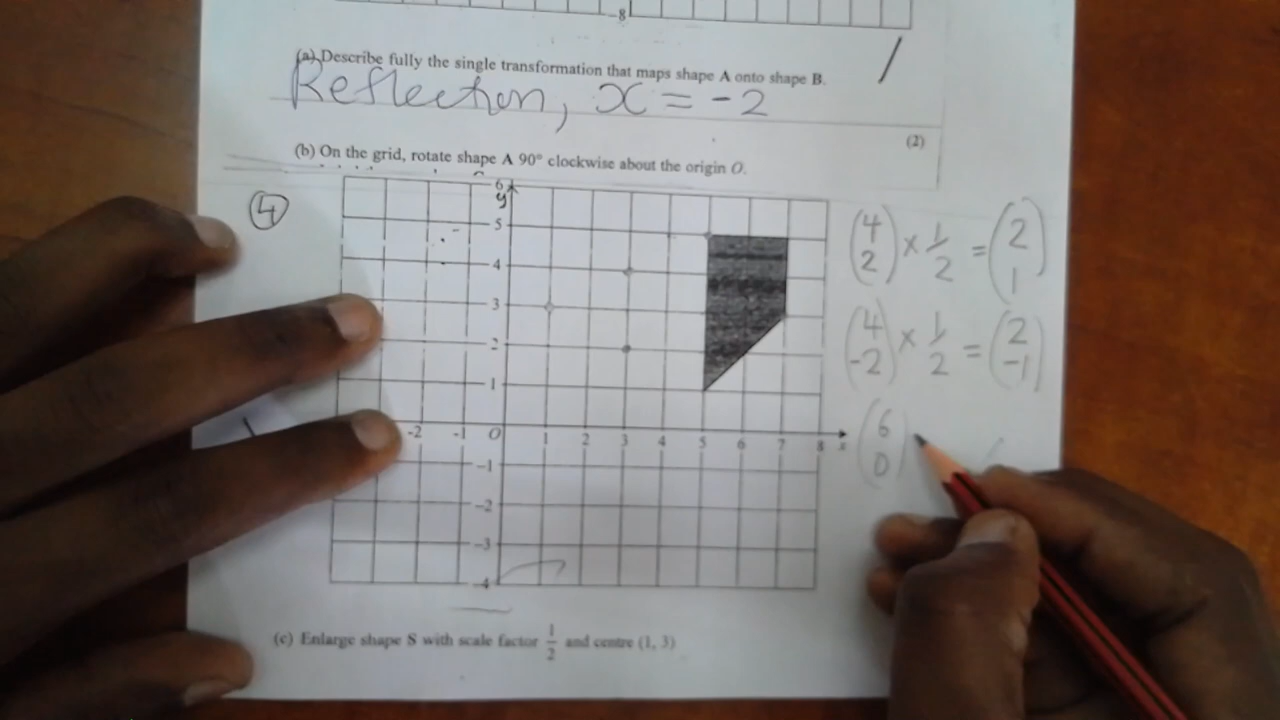 -8
(a) Describe fully the single transformation that maps shape A onto shape B.
Reflection, x = -2
(2)
(b) On the grid, rotate shape A 90° clockwise about the origin O.
④
6
y
5
4
3
2
1
-2 -1 O 1 2 3 4 5 6 7 8 x
-1
-2
-3
-4
(4 2) × 1/2 = (2 1)
(4 -2) × 1/2 = (2 -1)
(6 0)
(c) Enlarge shape S with scale factor 1/2 and centre (1, 3)